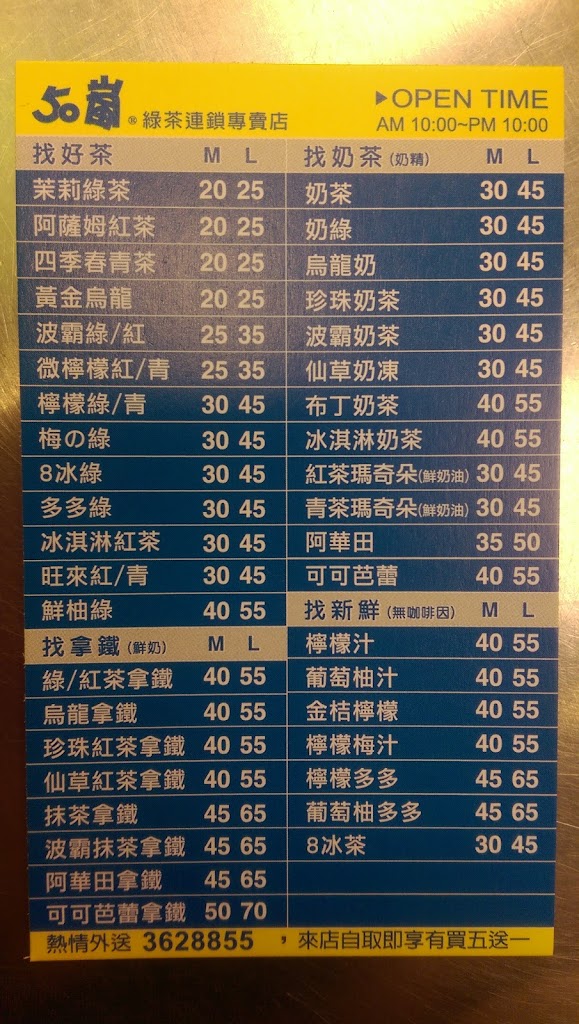 50嵐® 綠茶連鎖專賣店
▶OPEN TIME
AM 10:00~PM 10:00
找好茶 M L
茉莉綠茶 20 25
阿薩姆紅茶 20 25
四季春青茶 20 25
黃金烏龍 20 25
波霸綠/紅 25 35
微檸檬紅/青 25 35
檸檬綠/青 30 45
梅の綠 30 45
8冰綠 30 45
多多綠 30 45
冰淇淋紅茶 30 45
旺來紅/青 30 45
鮮柚綠 40 55
找拿鐵(鮮奶) M L
綠/紅茶拿鐵 40 55
烏龍拿鐵 40 55
珍珠紅茶拿鐵 40 55
仙草紅茶拿鐵 40 55
抹茶拿鐵 45 65
波霸抹茶拿鐵 45 65
阿華田拿鐵 45 65
可可芭蕾拿鐵 50 70
找奶茶(奶精) M L
奶茶 30 45
奶綠 30 45
烏龍奶 30 45
珍珠奶茶 30 45
波霸奶茶 30 45
仙草奶凍 30 45
布丁奶茶 40 55
冰淇淋奶茶 40 55
紅茶瑪奇朵(鮮奶油) 30 45
青茶瑪奇朵(鮮奶油) 30 45
阿華田 35 50
可可芭蕾 40 55
找新鮮(無咖啡因) M L
檸檬汁 40 55
葡萄柚汁 40 55
金桔檸檬 40 55
檸檬梅汁 40 55
檸檬多多 45 65
葡萄柚多多 45 65
8冰茶 30 45
熱情外送 3628855 ，來店自取即享有買五送一